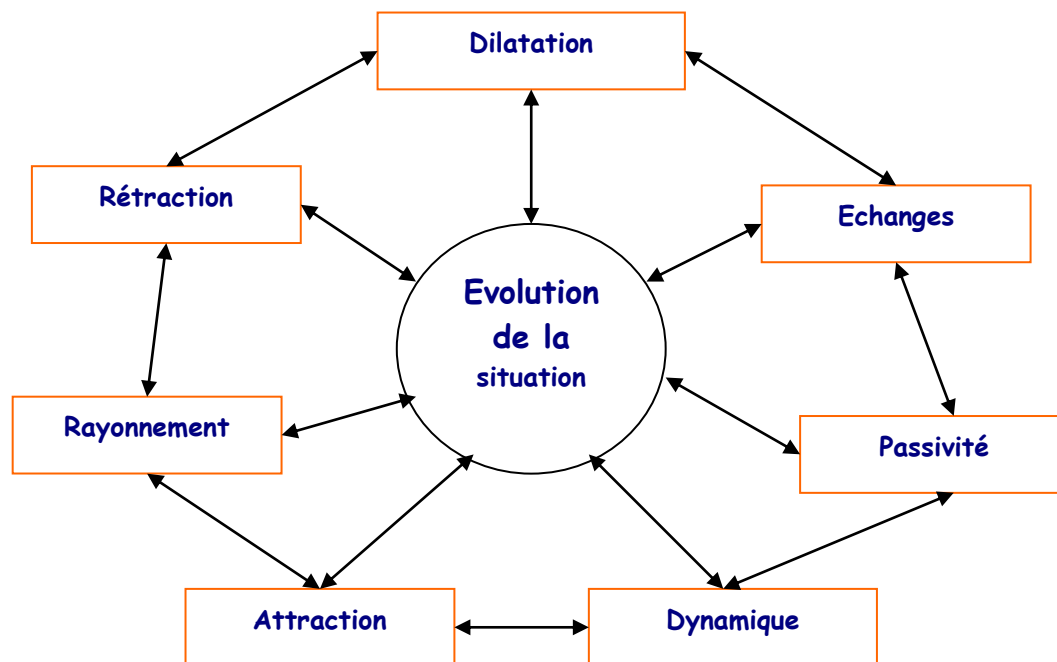 Dilatation
Rétraction
Echanges
Evolution
de la
situation
Rayonnement
Passivité
Attraction
Dynamique